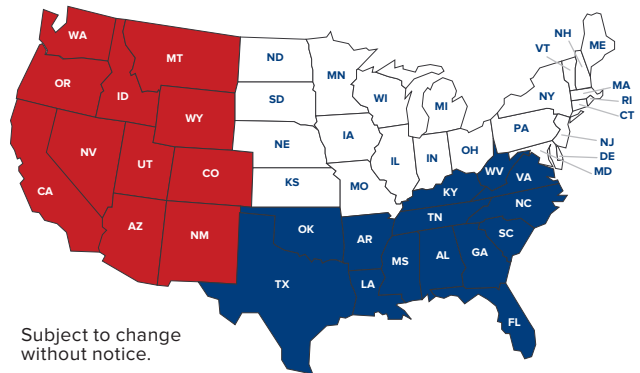 WA
MT
ND
MN
VT
NH
ME
OR
ID
SD
WI
MI
NY
MA
RI
CT
WY
IA
PA
NV
UT
NE
IL
IN
OH
NJ
DE
MD
CA
CO
KS
MO
WV
VA
KY
NC
AZ
NM
OK
AR
TN
SC
MS
AL
GA
TX
LA
FL
Subject to change
without notice.